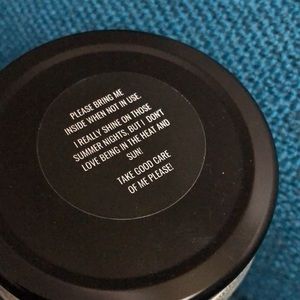 PLEASE BRING ME
INSIDE WHEN NOT IN USE.
I REALLY SHINE ON THOSE
SUMMER NIGHTS, BUT I DON'T
LOVE BEING IN THE HEAT AND
SUN!
TAKE GOOD CARE
OF ME PLEASE!